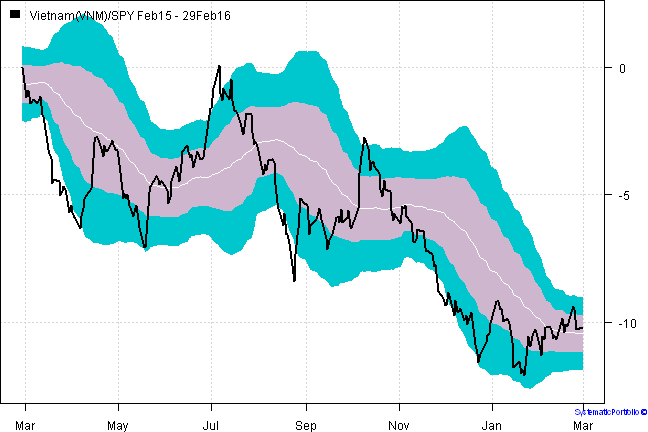 Vietnam(VNM)/SPY Feb15 - 29Feb16
0
-5
-10
SystematicPortfolio ©
Mar May Jul Sep Nov Jan Mar